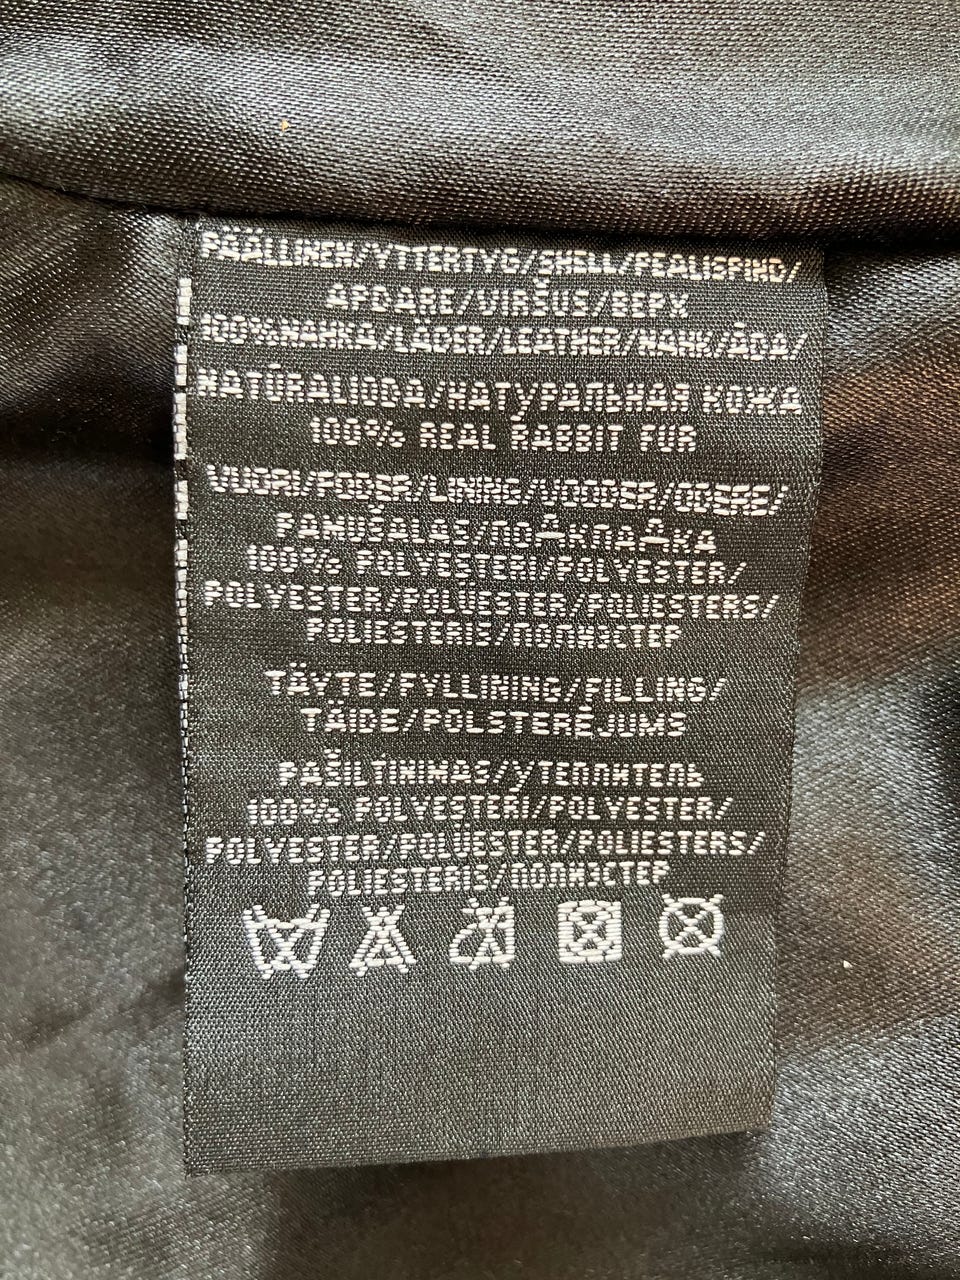 PÄÄLLINEN/YTTERTYG/SHELL/PEALISPIND/
APDARE/VIRŠUS/ВЕРХ
100%NAHKA/LÄDER/LEATHER/NAHK/ĀDA/
NATŪRALIODA/НАТУРАЛЬНАЯ КОЖА
100% REAL RABBIT FUR
VUORI/FODER/LINING/VOODER/ODERE/
PAMUŠALAS/ПОДКЛАДКА
100% POLYESTERI/POLYESTER/
POLYESTER/POLÜESTER/POLIESTERS/
POLIESTERIS/ПОЛИЭСТЕР
TÄYTE/FYLLINING/FILLING/
TÄIDE/POLSTERĒJUMS
PAŠILTINIMAS/УТЕПЛИТЕЛЬ
100% POLYESTERI/POLYESTER/
POLYESTER/POLÜESTER/POLIESTERS/
POLIESTERIS/ПОЛИЭСТЕР